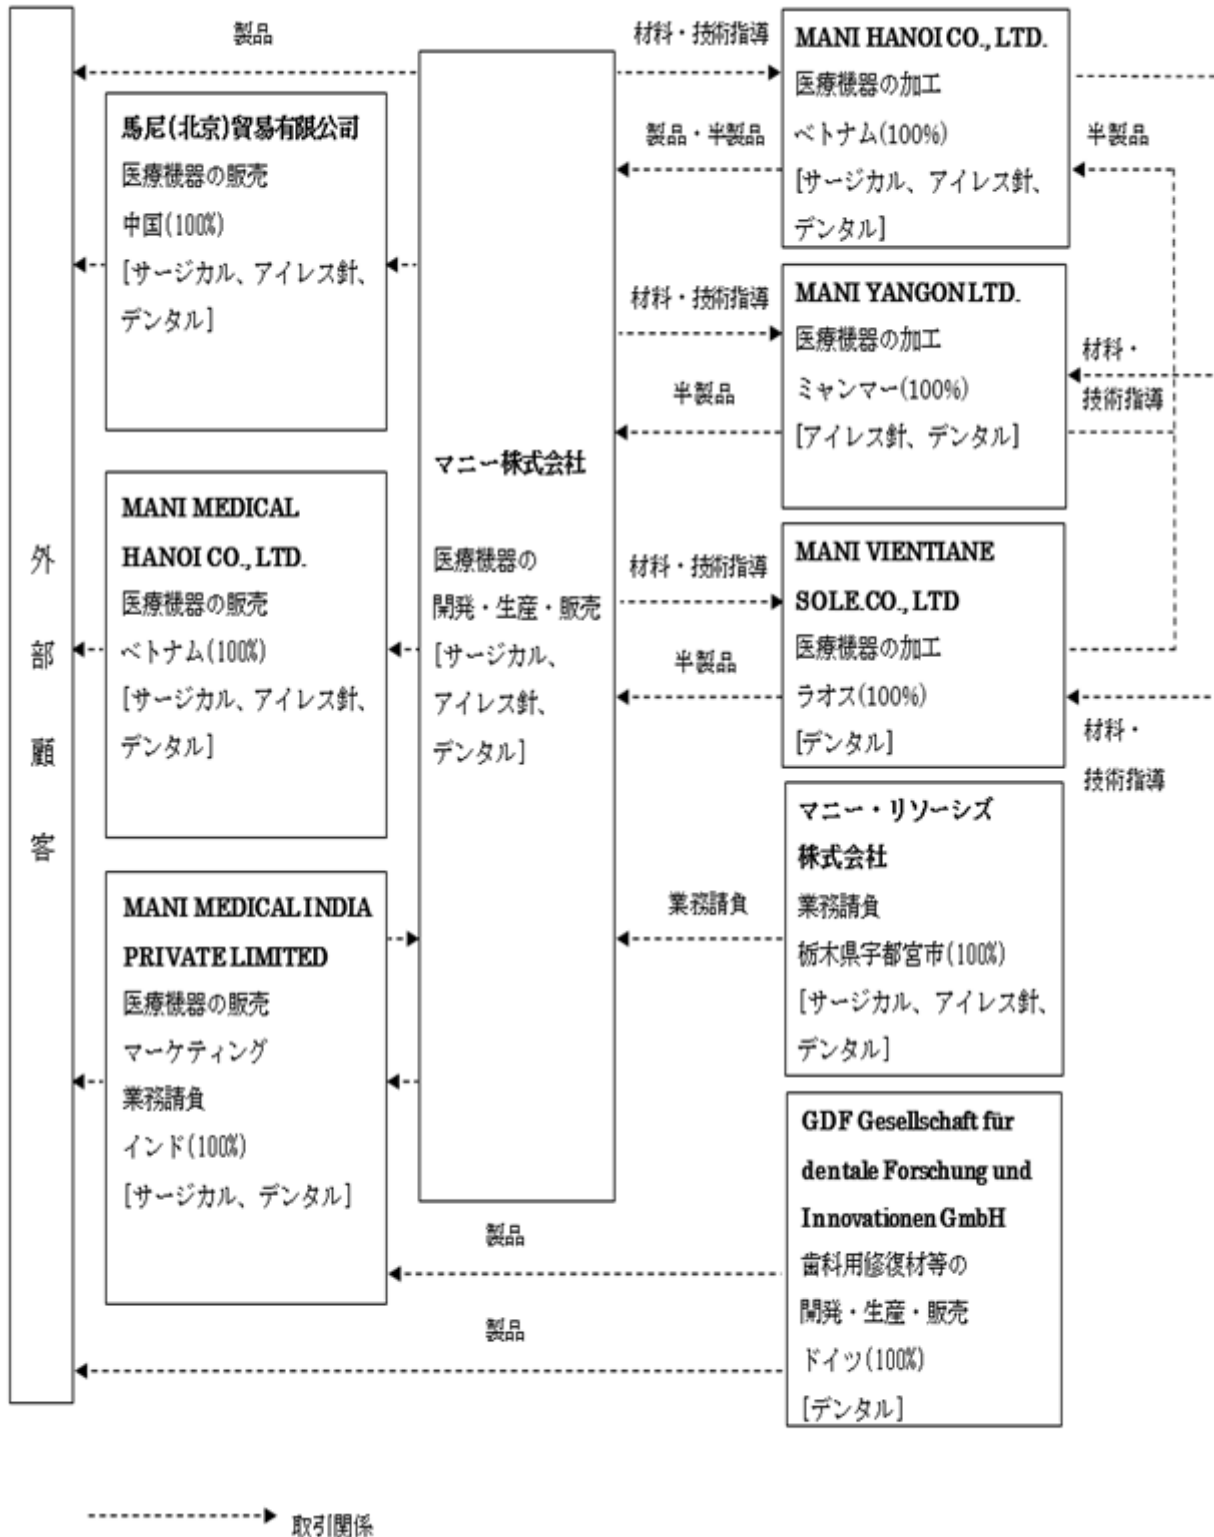 外部顧客
製品
馬尼(北京)貿易有限公司
医療機器の販売
中国(100%)
[サージカル、アイレス針、
デンタル]
MANI MEDICAL
HANOI CO., LTD.
医療機器の販売
ベトナム(100%)
[サージカル、アイレス針、
デンタル]
MANI MEDICAL INDIA
PRIVATE LIMITED
医療機器の販売
マーケティング
業務請負
インド(100%)
[サージカル、デンタル]
マニー株式会社
医療機器の
開発・生産・販売
[サージカル、
アイレス針、
デンタル]
材料・技術指導
製品・半製品
材料・技術指導
半製品
材料・技術指導
半製品
業務請負
製品
製品
MANI HANOI CO., LTD.
医療機器の加工
ベトナム(100%)
[サージカル、アイレス針、
デンタル]
MANI YANGON LTD.
医療機器の加工
ミャンマー(100%)
[アイレス針、デンタル]
MANI VIENTIANE
SOLE.CO., LTD
医療機器の加工
ラオス(100%)
[デンタル]
マニー・リソーシズ
株式会社
業務請負
栃木県宇都宮市(100%)
[サージカル、アイレス針、
デンタル]
GDF Gesellschaft für
dentale Forschung und
Innovationen GmbH
歯科用修復材等の
開発・生産・販売
ドイツ(100%)
[デンタル]
半製品
材料・
技術指導
材料・
技術指導
取引関係